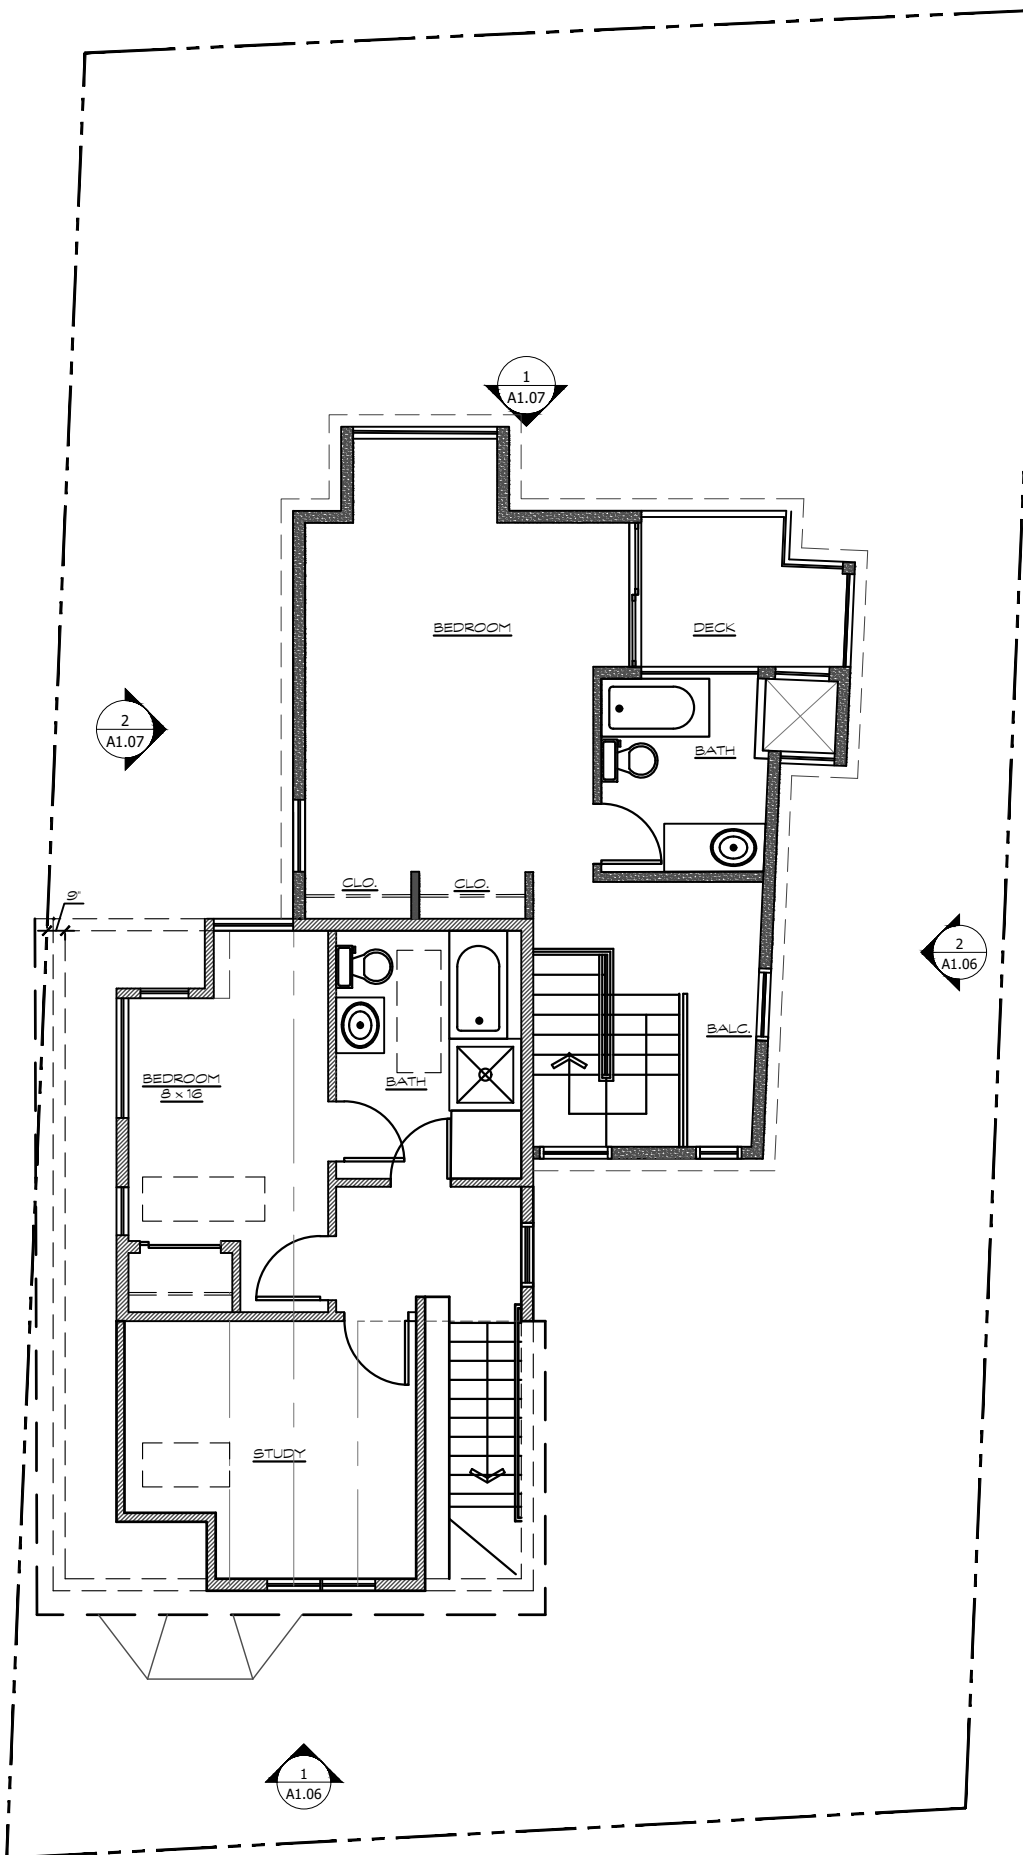 1
A1.07
BEDROOM
DECK
2
A1.07
BATH
CLO.
CLO.
9"
2
A1.06
BALC.
BEDROOM
8 x 16
BATH
STUDY
1
A1.06